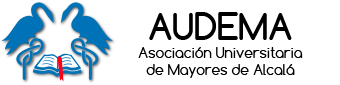 AUDEMA
Asociación Universitaria
de Mayores de Alcalá